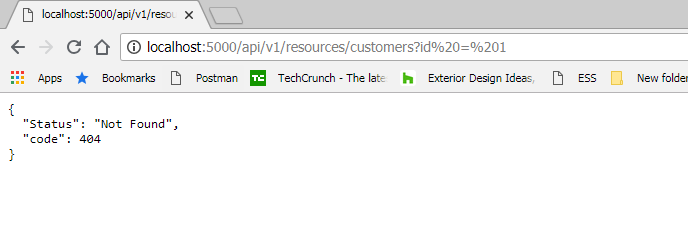 localhost:5000/api/v1/resou
localhost:5000/api/v1/resources/customers?id%20=%201
Apps Bookmarks Postman TC TechCrunch - The late Exterior Design Ideas, ESS New folder
{
"Status": "Not Found",
"code": 404
}